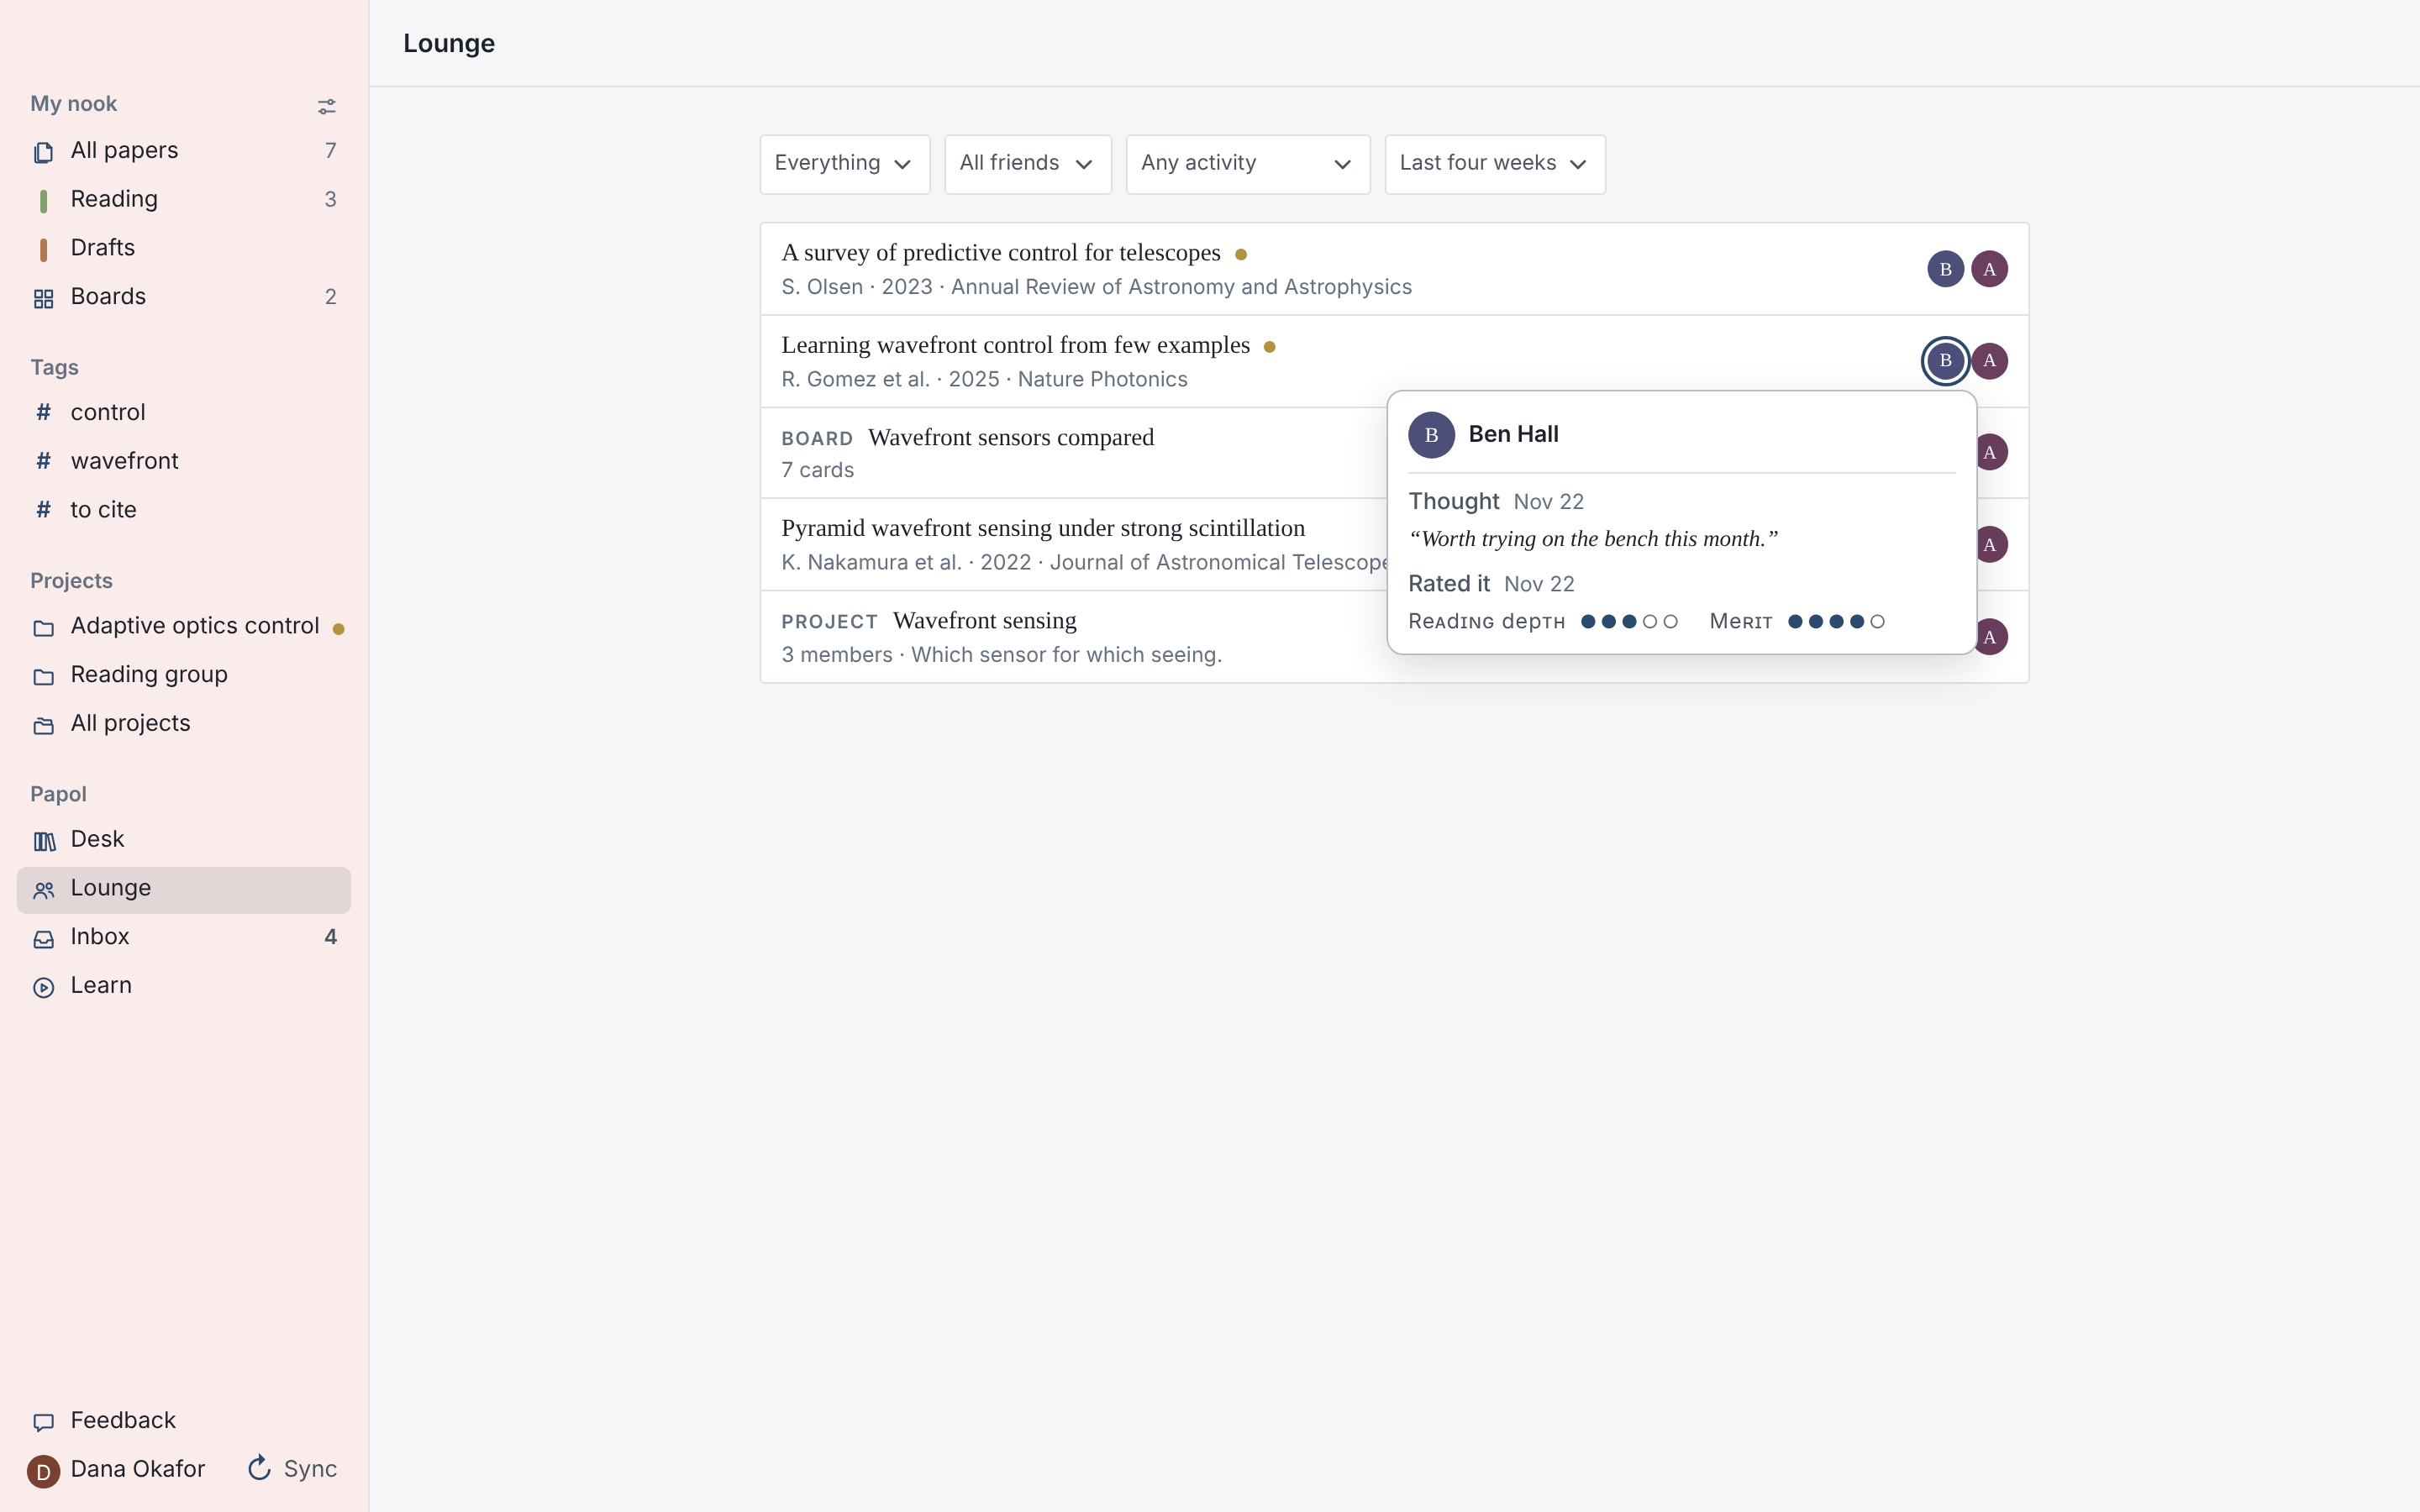 Lounge
My nook
All papers 7
Reading 3
Drafts
Boards 2
Tags
# control
# wavefront
# to cite
Projects
Adaptive optics control
Reading group
All projects
Papol
Desk
Lounge
Inbox 4
Learn
Feedback
D Dana Okafor Sync
Everything All friends Any activity Last four weeks
A survey of predictive control for telescopes
S. Olsen · 2023 · Annual Review of Astronomy and Astrophysics
B A
Learning wavefront control from few examples
R. Gomez et al. · 2025 · Nature Photonics
B A
BOARD Wavefront sensors compared
7 cards
A
Pyramid wavefront sensing under strong scintillation
K. Nakamura et al. · 2022 · Journal of Astronomical Telescope
A
PROJECT Wavefront sensing
3 members · Which sensor for which seeing.
A
B Ben Hall
Thought Nov 22
“Worth trying on the bench this month.”
Rated it Nov 22
Reading depth Merit